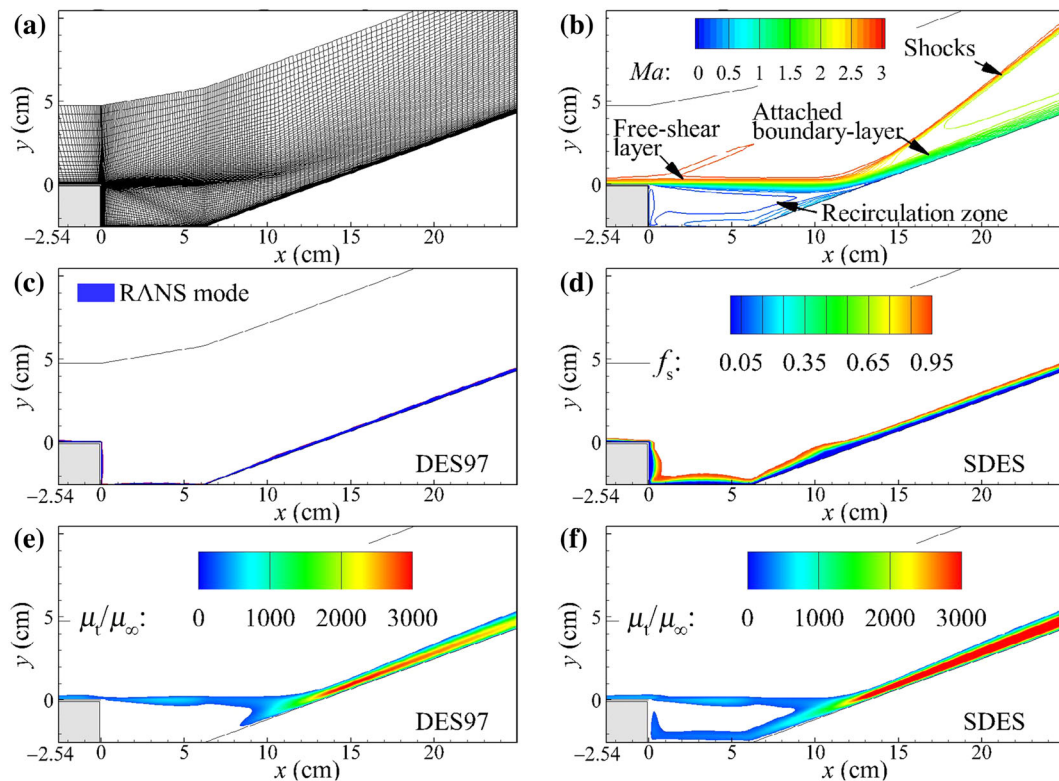 (a)
y (cm)
5
0
−2.54
0 5 10 15 20
x (cm)
(b)
Ma: 0 0.5 1 1.5 2 2.5 3
Shocks
Attached
boundary-layer
Free-shear
layer
Recirculation zone
y (cm)
5
0
−2.54
0 5 10 15 20
x (cm)
(c)
RANS mode
y (cm)
5
0
−2.54
DES97
0 5 10 15 20
x (cm)
(d)
fs: 0.05 0.35 0.65 0.95
y (cm)
5
0
−2.54
SDES
0 5 10 15 20
x (cm)
(e)
0 1000 2000 3000
μt/μ∞:
y (cm)
5
0
−2.54
DES97
0 5 10 15 20
x (cm)
(f)
0 1000 2000 3000
μt/μ∞:
y (cm)
5
0
−2.54
SDES
0 5 10 15 20
x (cm)